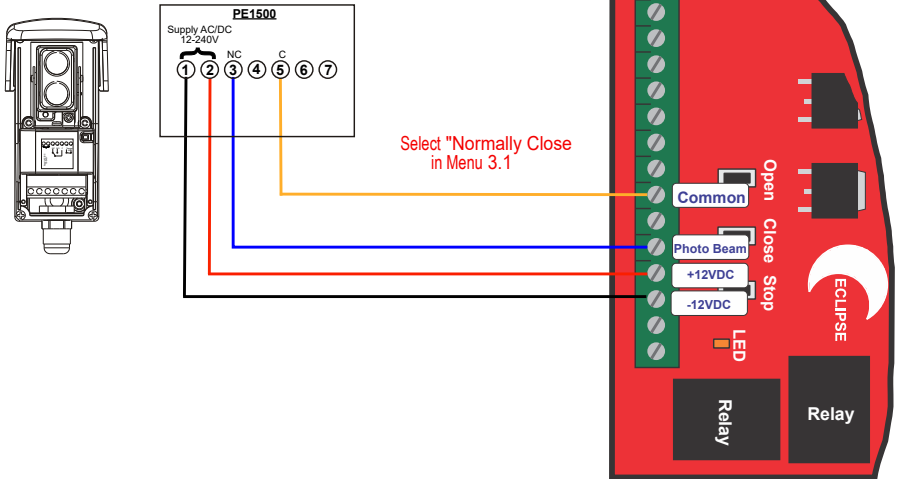 PE1500
Supply AC/DC
12-240V
NC
C
1 2 3 4 5 6 7
Select "Normally Close
in Menu 3.1
Common
Photo Beam
+12VDC
-12VDC
Open
Close
Stop
LED
ECLIPSE
Relay
Relay